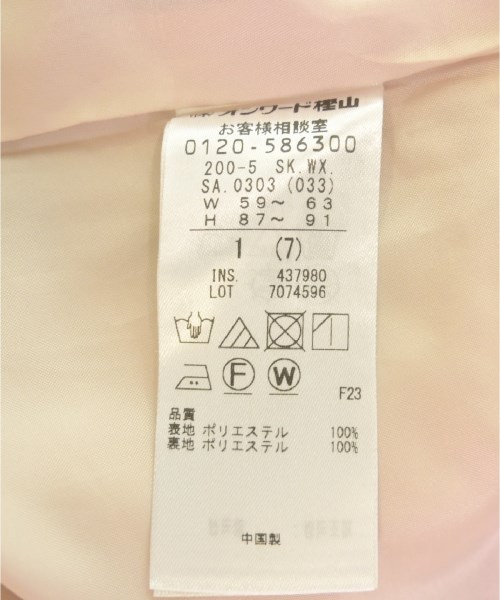 オンワード樫山
お客様相談室
0120-586300
200-5 SK.WX.
SA.0303 (033)
W 59～ 63
H 87～ 91
1 (7)
INS. 437980
LOT 7074596
F W
F23
品質
表地 ポリエステル 100%
裏地 ポリエステル 100%
中国製